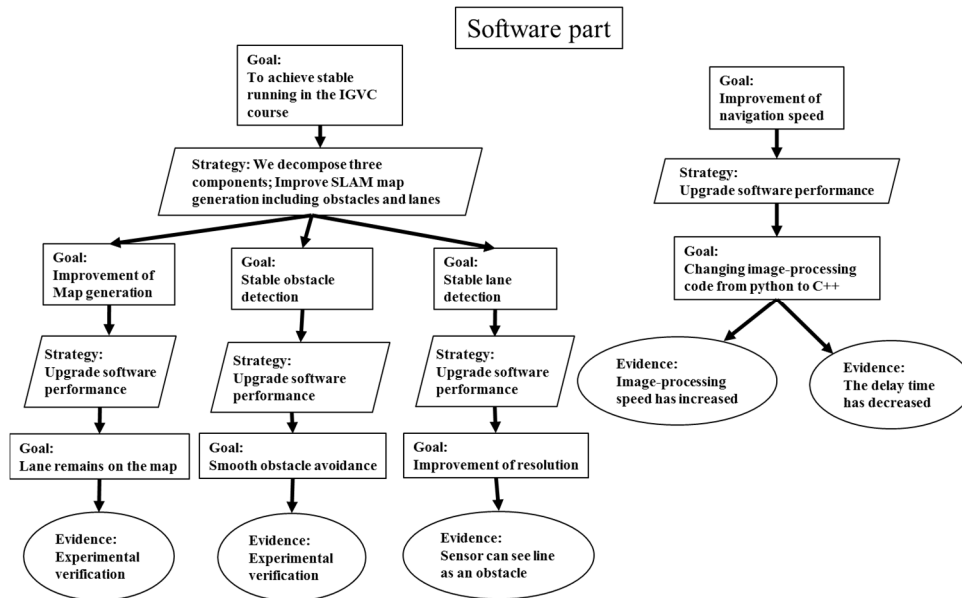 Software part
Goal:
To achieve stable
running in the IGVC
course
Strategy: We decompose three
components; Improve SLAM map
generation including obstacles and lanes
Goal:
Improvement of
Map generation
Goal:
Stable obstacle
detection
Goal:
Stable lane
detection
Strategy:
Upgrade software
performance
Strategy:
Upgrade software
performance
Strategy:
Upgrade software
performance
Goal:
Lane remains on the map
Goal:
Smooth obstacle avoidance
Goal:
Improvement of resolution
Evidence:
Experimental
verification
Evidence:
Experimental
verification
Evidence:
Sensor can see line
as an obstacle
Goal:
Improvement of
navigation speed
Strategy:
Upgrade software performance
Goal:
Changing image-processing
code from python to C++
Evidence:
Image-processing
speed has increased
Evidence:
The delay time
has decreased